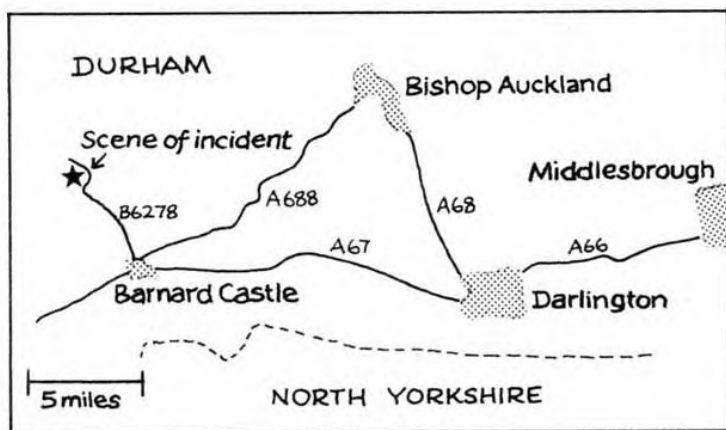 DURHAM
Bishop Auckland
Scene of incident
Middlesbrough
B6278
A688
A68
A67
A66
Barnard Castle
Darlington
5 miles
NORTH YORKSHIRE